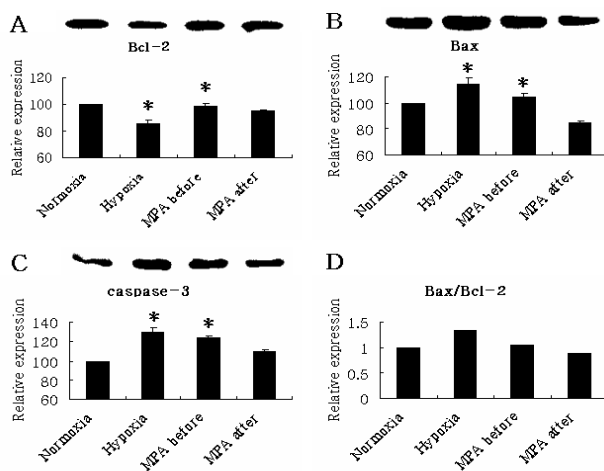 A
Bcl-2
Relative expression
120
100
80
60
*
*
Normoxia
Hypoxia
MPA before
MPA after
B
Bax
Relative expression
120
100
80
60
*
*
Normoxia
Hypoxia
MPA before
MPA after
C
caspase-3
Relative expression
140
120
100
80
60
*
*
Normoxia
Hypoxia
MPA before
MPA after
D
Bax/Bcl-2
Relative expression
1.5
1
0.5
0
Normoxia
Hypoxia
MPA before
MPA after